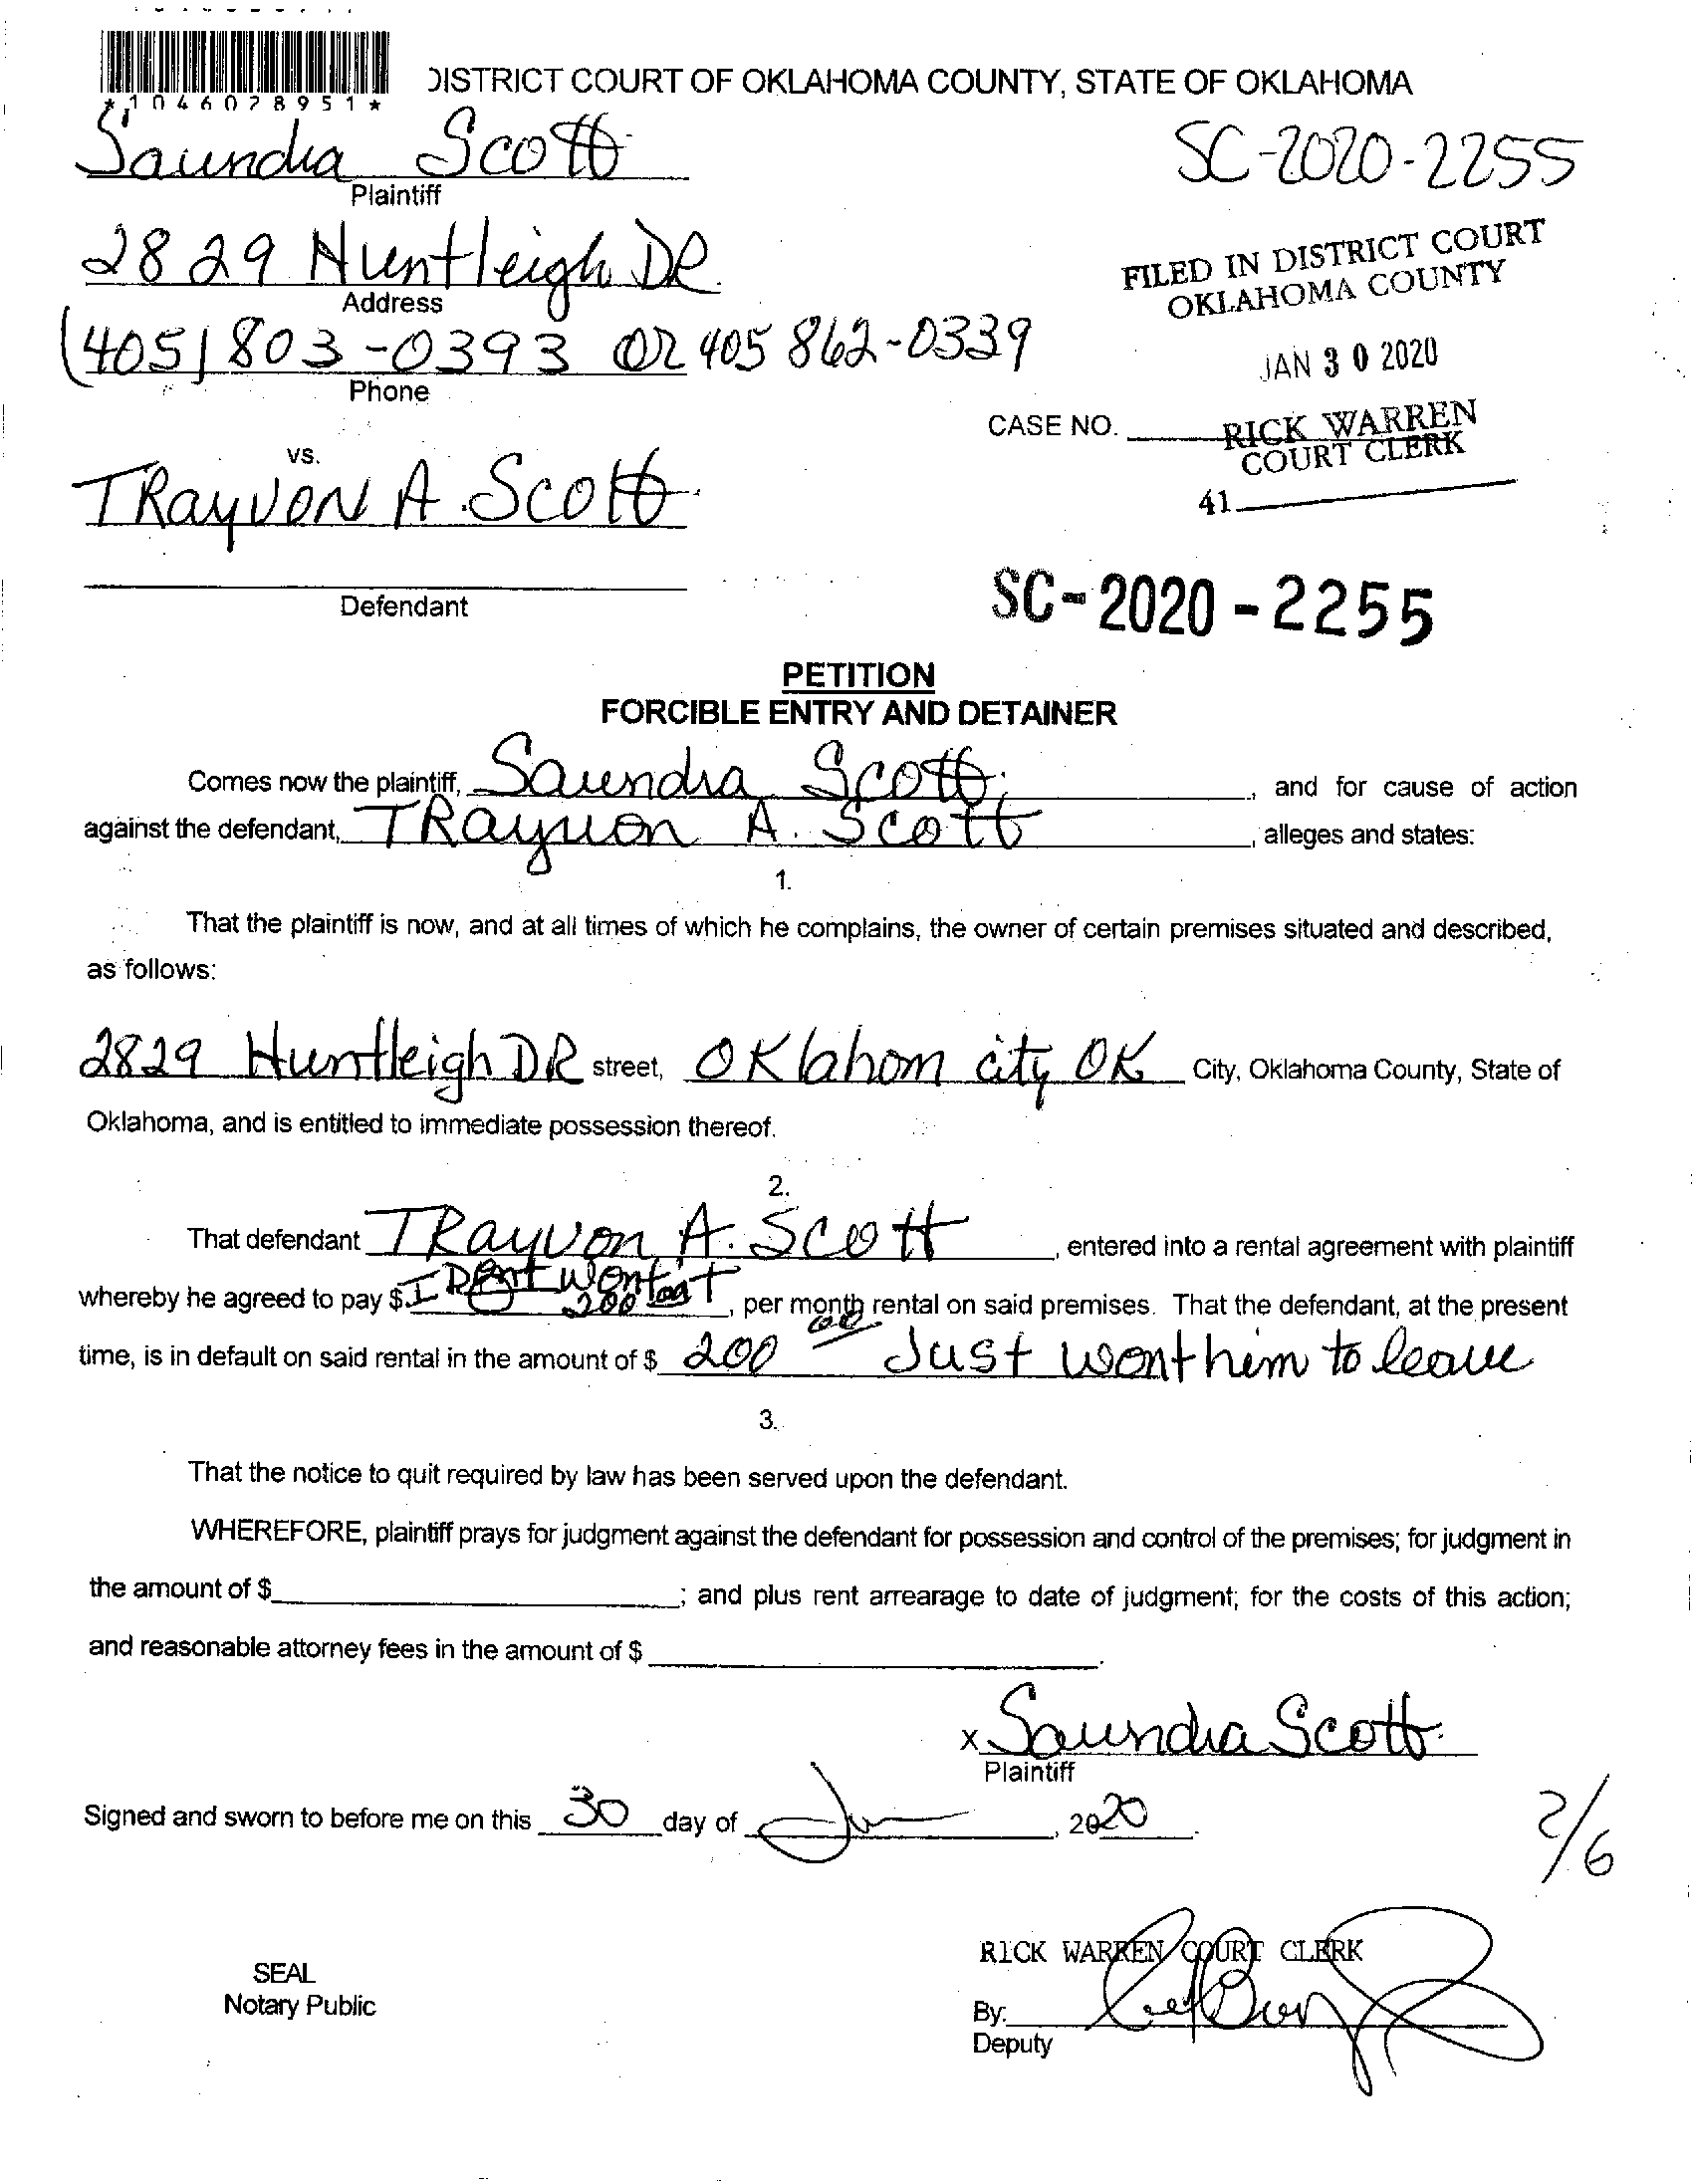 *1046028951*
DISTRICT COURT OF OKLAHOMA COUNTY, STATE OF OKLAHOMA
Saundra Scott
Plaintiff
SC-2020-2255
2829 Huntleigh DR.
Address
FILED IN DISTRICT COURT
OKLAHOMA COUNTY
(405) 803-0393 OR 405 862-0339
Phone
JAN 30 2020
CASE NO.
RICK WARREN
COURT CLERK
vs.
TRayvon A. Scott
41
Defendant
SC-2020-2255
PETITION
FORCIBLE ENTRY AND DETAINER
Comes now the plaintiff, Saundra Scott, and for cause of action
against the defendant, TRayvon A. Scott, alleges and states:
1.
That the plaintiff is now, and at all times of which he complains, the owner of certain premises situated and described,
as follows:
2829 Huntleigh DR street, OKlahom city OK City, Oklahoma County, State of
Oklahoma, and is entitled to immediate possession thereof.
2.
That defendant TRayvon A. Scott, entered into a rental agreement with plaintiff
whereby he agreed to pay $ I 200, per month rental on said premises. That the defendant, at the present
time, is in default on said rental in the amount of $ 200 00 Just wont him to leave
3.
That the notice to quit required by law has been served upon the defendant.
WHEREFORE, plaintiff prays for judgment against the defendant for possession and control of the premises; for judgment in
the amount of $ ; and plus rent arrearage to date of judgment; for the costs of this action;
and reasonable attorney fees in the amount of $ .
x Saundra Scott
Plaintiff
Signed and sworn to before me on this 30 day of , 2020.
2/6
RICK WARREN COURT CLERK
SEAL
Notary Public
By:
Deputy